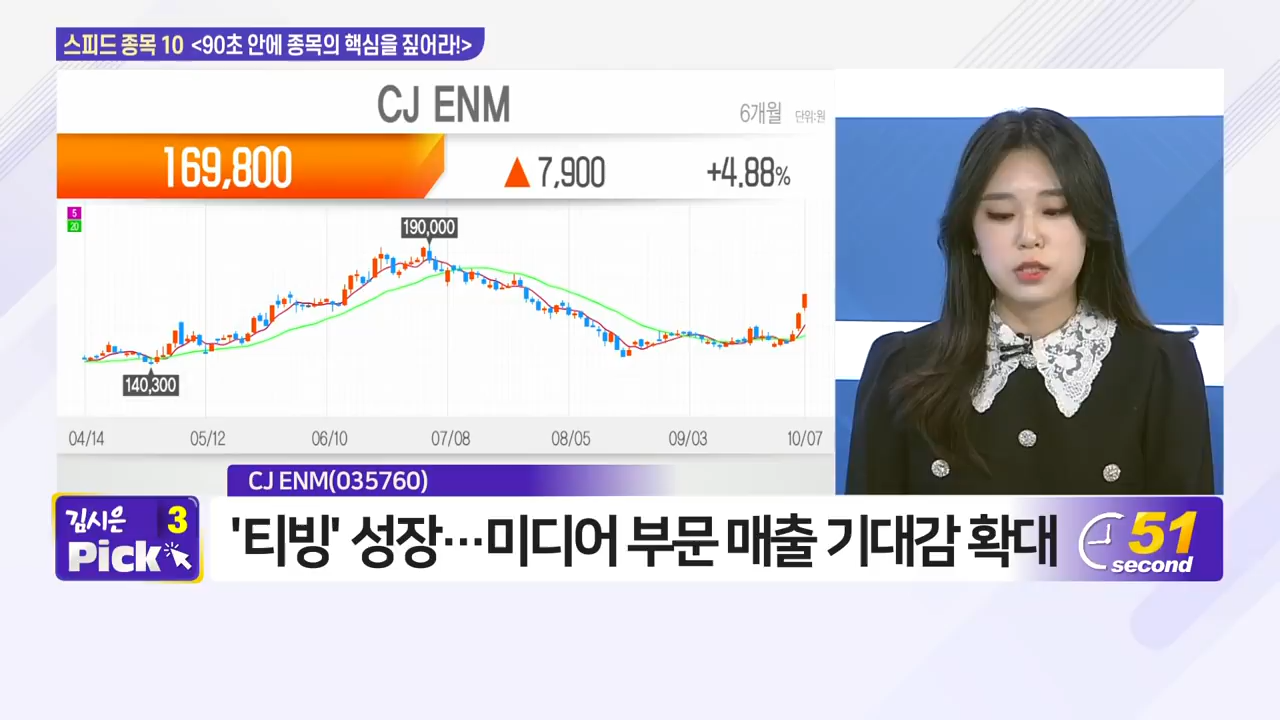 스피드 종목 10 <90초 안에 종목의 핵심을 짚어라!>
CJ ENM
6개월 단위:원
169,800 ▲ 7,900 +4.88%
5
20
190,000
140,300
04/14 05/12 06/10 07/08 08/05 09/03 10/07
CJ ENM(035760)
김시은 3
Pick
'티빙' 성장…미디어 부문 매출 기대감 확대
51
second